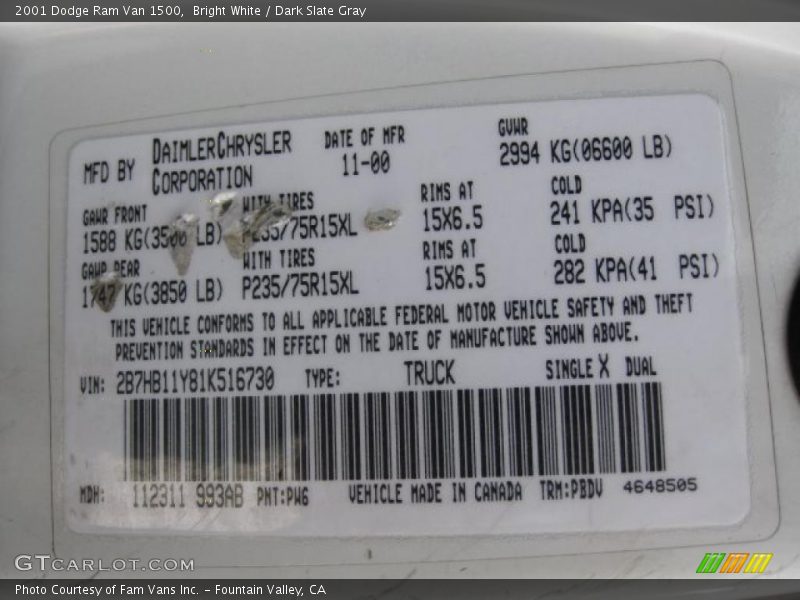 2001 Dodge Ram Van 1500, Bright White / Dark Slate Gray
MFD BY DAIMLERCHRYSLER CORPORATION DATE OF MFR 11-00 GVWR 2994 KG(06600 LB)
GAWR FRONT WITH TIRES RIMS AT COLD
1588 KG(3500 LB) P235/75R15XL 15X6.5 241 KPA(35 PSI)
GAWR REAR WITH TIRES RIMS AT COLD
1747 KG(3850 LB) P235/75R15XL 15X6.5 282 KPA(41 PSI)
THIS VEHICLE CONFORMS TO ALL APPLICABLE FEDERAL MOTOR VEHICLE SAFETY AND THEFT
PREVENTION STANDARDS IN EFFECT ON THE DATE OF MANUFACTURE SHOWN ABOVE.
VIN: 2B7HB11Y81K516730 TYPE: TRUCK SINGLE X DUAL
MDH: 112311 993AB PNT:PW6 VEHICLE MADE IN CANADA TRM:PBDV 4648505
GTCARLOT.COM
Photo Courtesy of Fam Vans Inc. - Fountain Valley, CA